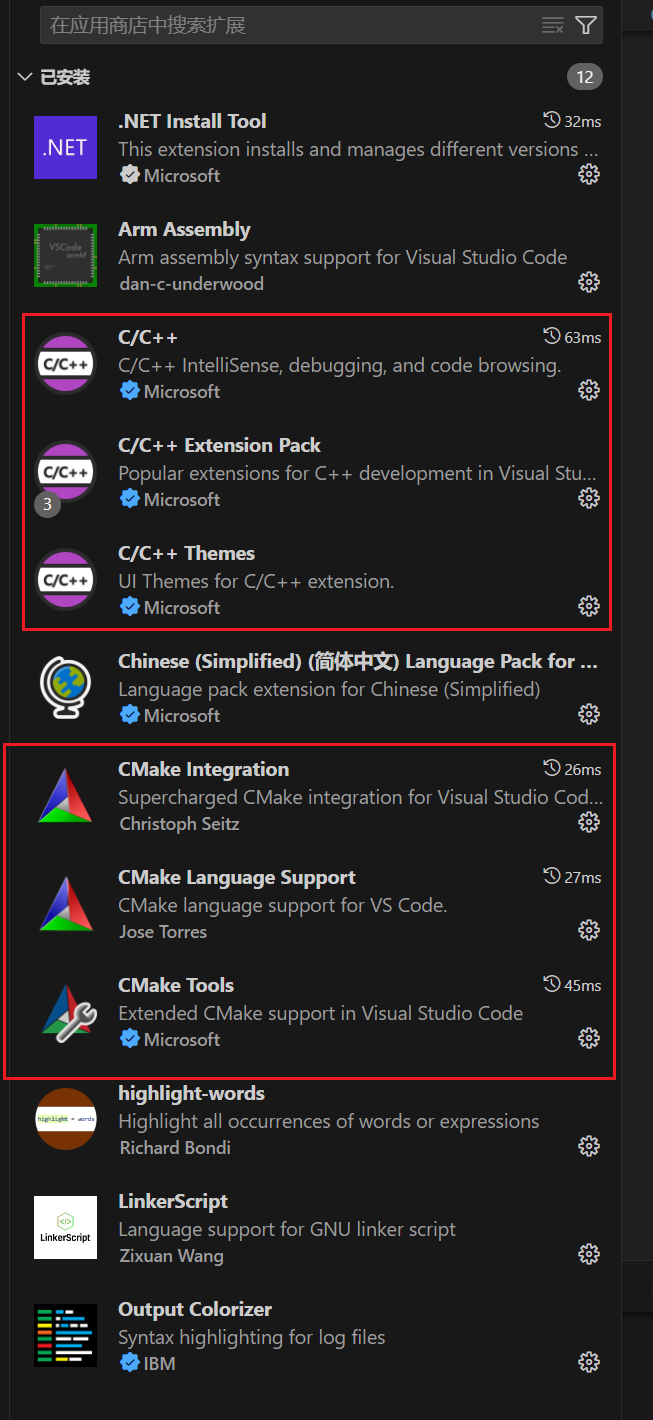 在应用商店中搜索扩展
已安装
12
.NET
.NET Install Tool
32ms
This extension installs and manages different versions ...
Microsoft
VSCode
armhf
Arm Assembly
Arm assembly syntax support for Visual Studio Code
dan-c-underwood
C/C++
C/C++
63ms
C/C++ IntelliSense, debugging, and code browsing.
Microsoft
C/C++
3
C/C++ Extension Pack
Popular extensions for C++ development in Visual Stu...
Microsoft
C/C++
C/C++ Themes
UI Themes for C/C++ extension.
Microsoft
Chinese (Simplified) (简体中文) Language Pack for ...
Language pack extension for Chinese (Simplified)
Microsoft
CMake Integration
26ms
Supercharged CMake integration for Visual Studio Cod...
Christoph Seitz
CMake Language Support
27ms
CMake language support for VS Code.
Jose Torres
CMake Tools
45ms
Extended CMake support in Visual Studio Code
Microsoft
highlight = words
highlight-words
Highlight all occurrences of words or expressions
Richard Bondi
LinkerScript
LinkerScript
Language support for GNU linker script
Zixuan Wang
Output Colorizer
Syntax highlighting for log files
IBM